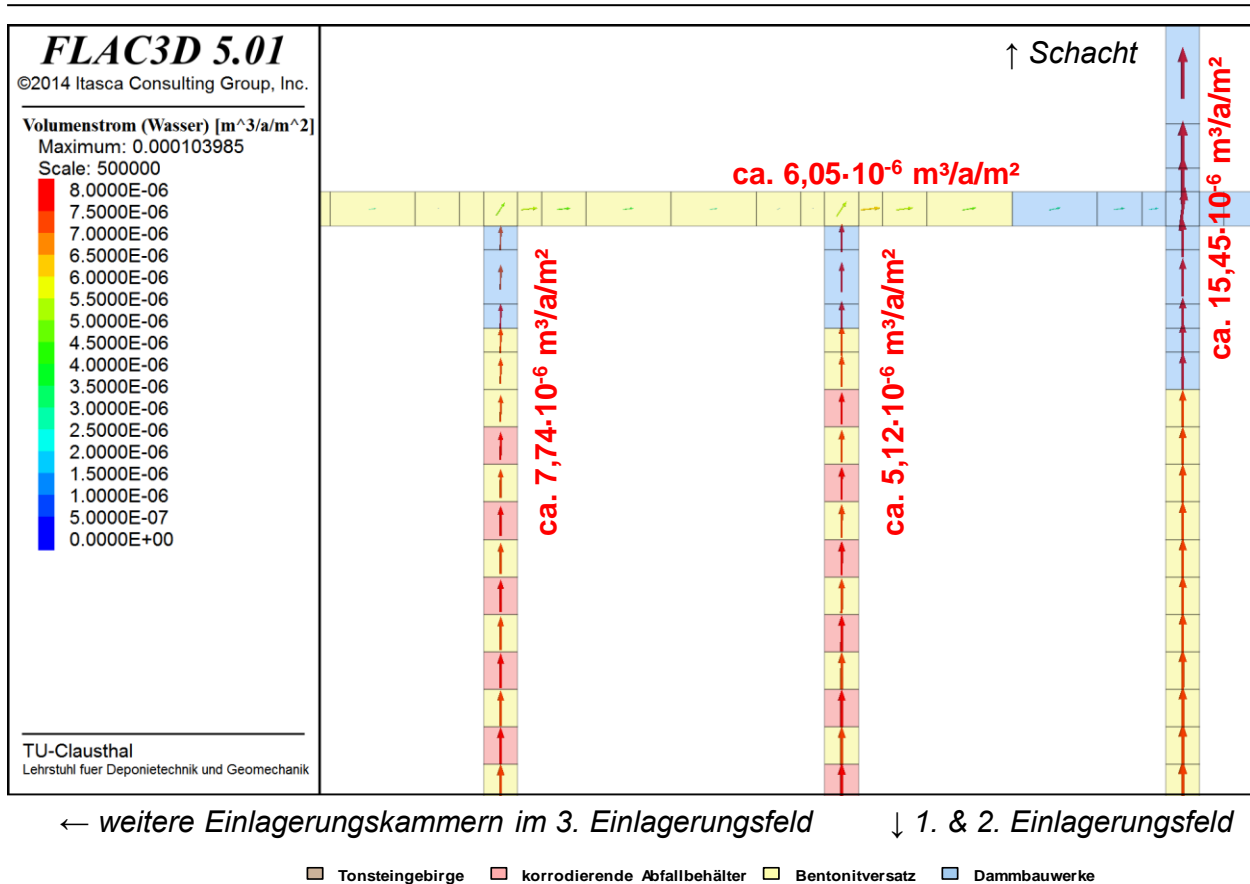 FLAC3D 5.01
©2014 Itasca Consulting Group, Inc.
Volumenstrom (Wasser) [m^3/a/m^2]
Maximum: 0.000103985
Scale: 500000
8.0000E-06
7.5000E-06
7.0000E-06
6.5000E-06
6.0000E-06
5.5000E-06
5.0000E-06
4.5000E-06
4.0000E-06
3.5000E-06
3.0000E-06
2.5000E-06
2.0000E-06
1.5000E-06
1.0000E-06
5.0000E-07
0.0000E+00
TU-Clausthal
Lehrstuhl fuer Deponietechnik und Geomechanik
↑ Schacht
ca. 6,05·10⁻⁶ m³/a/m²
ca. 7,74·10⁻⁶ m³/a/m²
ca. 5,12·10⁻⁶ m³/a/m²
ca. 15,45·10⁻⁶ m³/a/m²
← weitere Einlagerungskammern im 3. Einlagerungsfeld
↓ 1. & 2. Einlagerungsfeld
Tonsteingebirge
korrodierende Abfallbehälter
Bentonitversatz
Dammbauwerke